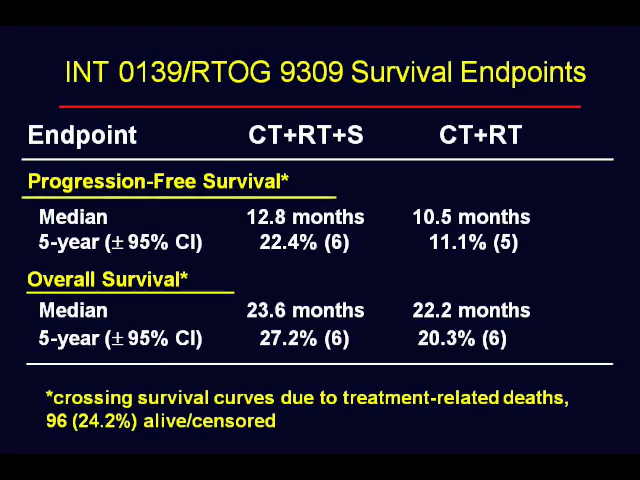 INT 0139/RTOG 9309 Survival Endpoints
Endpoint CT+RT+S CT+RT
Progression-Free Survival*
Median 12.8 months 10.5 months
5-year (± 95% CI) 22.4% (6) 11.1% (5)
Overall Survival*
Median 23.6 months 22.2 months
5-year (± 95% CI) 27.2% (6) 20.3% (6)
*crossing survival curves due to treatment-related deaths,
96 (24.2%) alive/censored